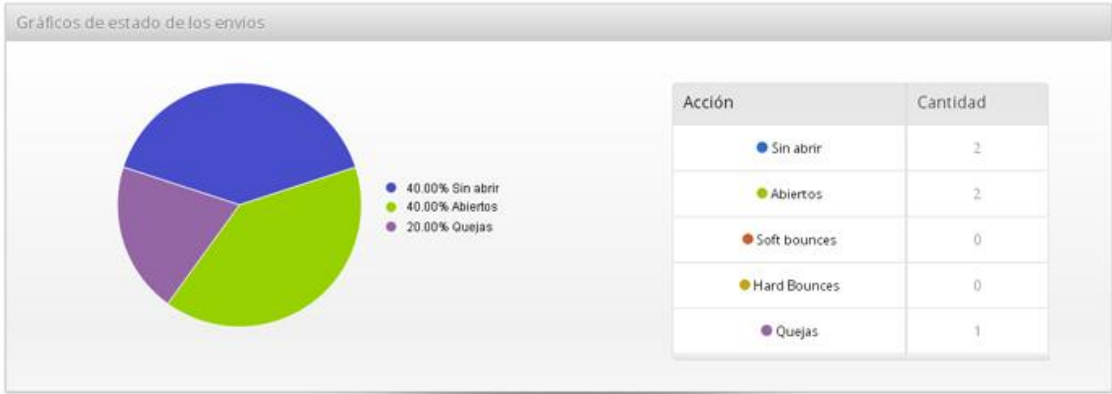 Gráficos de estado de los envíos
40.00% Sin abrir
40.00% Abiertos
20.00% Quejas
Acción Cantidad
Sin abrir 2
Abiertos 2
Soft bounces 0
Hard Bounces 0
Quejas 1